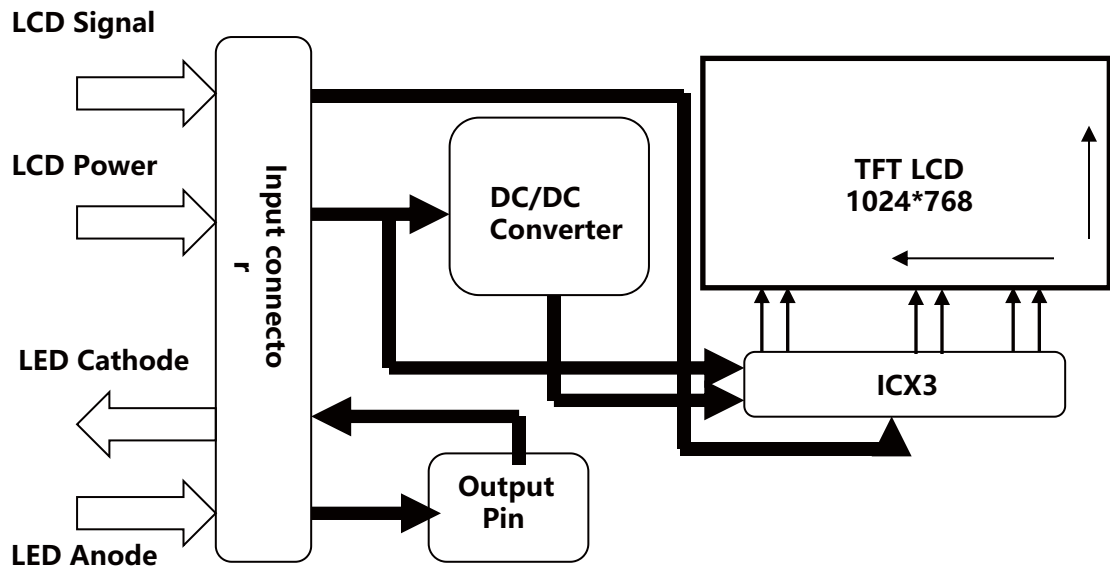 LCD Signal
LCD Power
LED Cathode
LED Anode
Input connecto
r
DC/DC
Converter
Output
Pin
TFT LCD
1024*768
ICX3